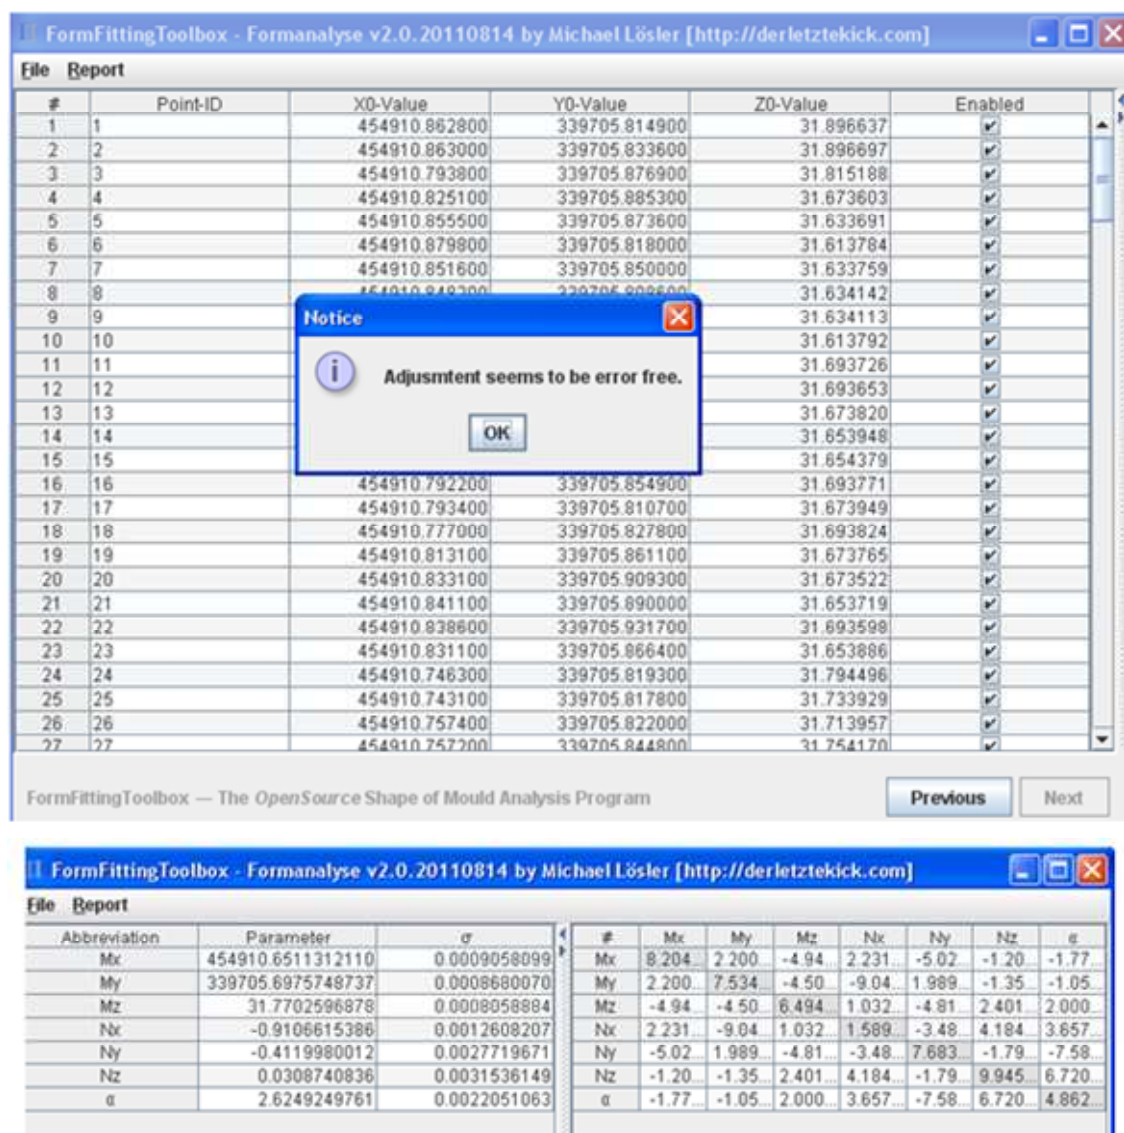 FormFittingToolbox - Formanalyse v2.0.20110814 by Michael Lösler [http://derletztekick.com]
File Report
# Point-ID X0-Value Y0-Value Z0-Value Enabled
1 1 454910.862800 339705.814900 31.896637
2 2 454910.863000 339705.833600 31.896697
3 3 454910.793800 339705.876900 31.815188
4 4 454910.825100 339705.885300 31.673603
5 5 454910.855500 339705.873600 31.633691
6 6 454910.879800 339705.818000 31.613784
7 7 454910.851600 339705.850000 31.633759
8 8 31.634142
9 9 31.634113
10 10 31.613792
11 11 31.693726
12 12 31.693653
13 13 31.673820
14 14 31.653948
15 15 31.654379
16 16 454910.792200 339705.854900 31.693771
17 17 454910.793400 339705.810700 31.673949
18 18 454910.777000 339705.827800 31.693824
19 19 454910.813100 339705.861100 31.673765
20 20 454910.833100 339705.909300 31.673522
21 21 454910.841100 339705.890000 31.653719
22 22 454910.838600 339705.931700 31.693598
23 23 454910.831100 339705.866400 31.653886
24 24 454910.746300 339705.819300 31.794496
25 25 454910.743100 339705.817800 31.733929
26 26 454910.757400 339705.822000 31.713957
27 27 454910.757200 339705.844800 31.754170
Notice
Adjusmtent seems to be error free.
OK
FormFittingToolbox — The OpenSource Shape of Mould Analysis Program
Previous Next
FormFittingToolbox - Formanalyse v2.0.20110814 by Michael Lösler [http://derletztekick.com]
File Report
Abbreviation Parameter σ # Mx My Mz Nx Ny Nz α
Mx 454910.6511312110 0.0009058099 Mx 8.204... 2.200... -4.94... 2.231... -5.02... -1.20... -1.77...
My 339705.6975748737 0.0008680070 My 2.200... 7.534... -4.50... -9.04... 1.989... -1.35... -1.05...
Mz 31.7702596878 0.0008058884 Mz -4.94... -4.50... 6.494... 1.032... -4.81... 2.401... 2.000...
Nx -0.9106615386 0.0012608207 Nx 2.231... -9.04... 1.032... 1.589... -3.48... 4.184... 3.657...
Ny -0.4119980012 0.0027719671 Ny -5.02... 1.989... -4.81... -3.48... 7.683... -1.79... -7.58...
Nz 0.0308740836 0.0031536149 Nz -1.20... -1.35... 2.401... 4.184... -1.79... 9.945... 6.720...
α 2.6249249761 0.0022051063 α -1.77... -1.05... 2.000... 3.657... -7.58... 6.720... 4.862...